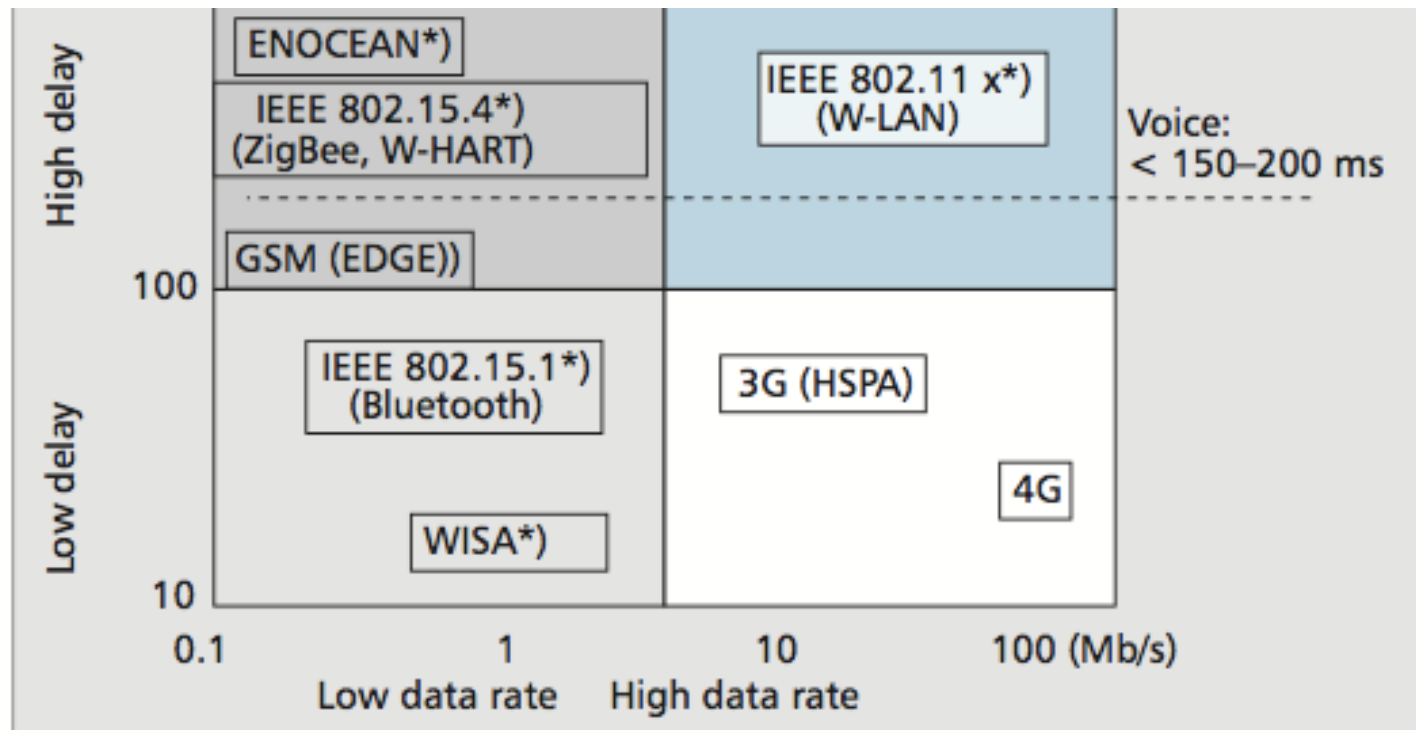 High delay
ENOCEAN*)
IEEE 802.15.4*)
(ZigBee, W-HART)
IEEE 802.11 x*)
(W-LAN)
Voice:
< 150–200 ms
GSM (EDGE))
100
Low delay
IEEE 802.15.1*)
(Bluetooth)
3G (HSPA)
4G
WISA*)
10
0.1 1 10 100 (Mb/s)
Low data rate High data rate